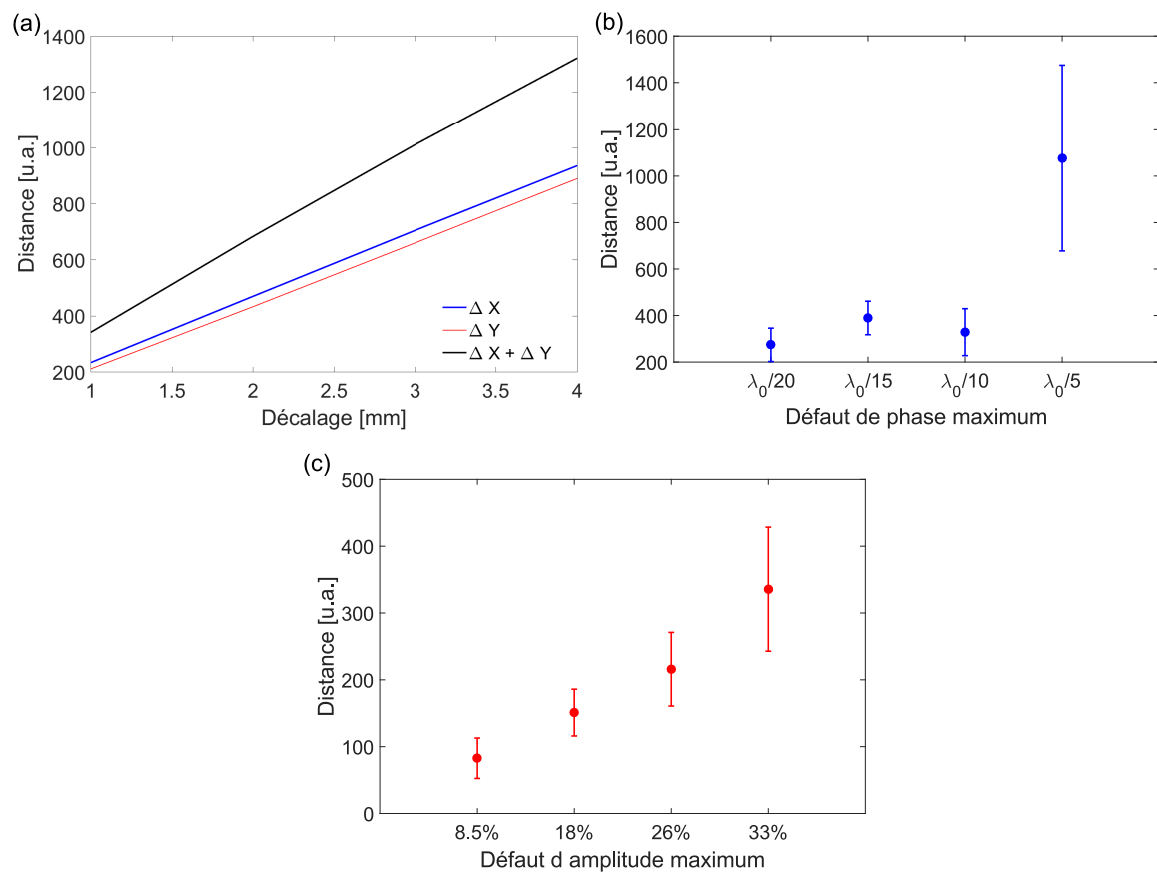 (a)
1400
1200
1000
800
600
400
200
Distance [u.a.]
1
1.5
2
2.5
3
3.5
4
Décalage [mm]
Δ X
Δ Y
Δ X + Δ Y
(b)
1600
1400
1200
1000
800
600
400
200
Distance [u.a.]
λ0/20
λ0/15
λ0/10
λ0/5
Défaut de phase maximum
(c)
500
400
300
200
100
0
Distance [u.a.]
8.5%
18%
26%
33%
Défaut d amplitude maximum